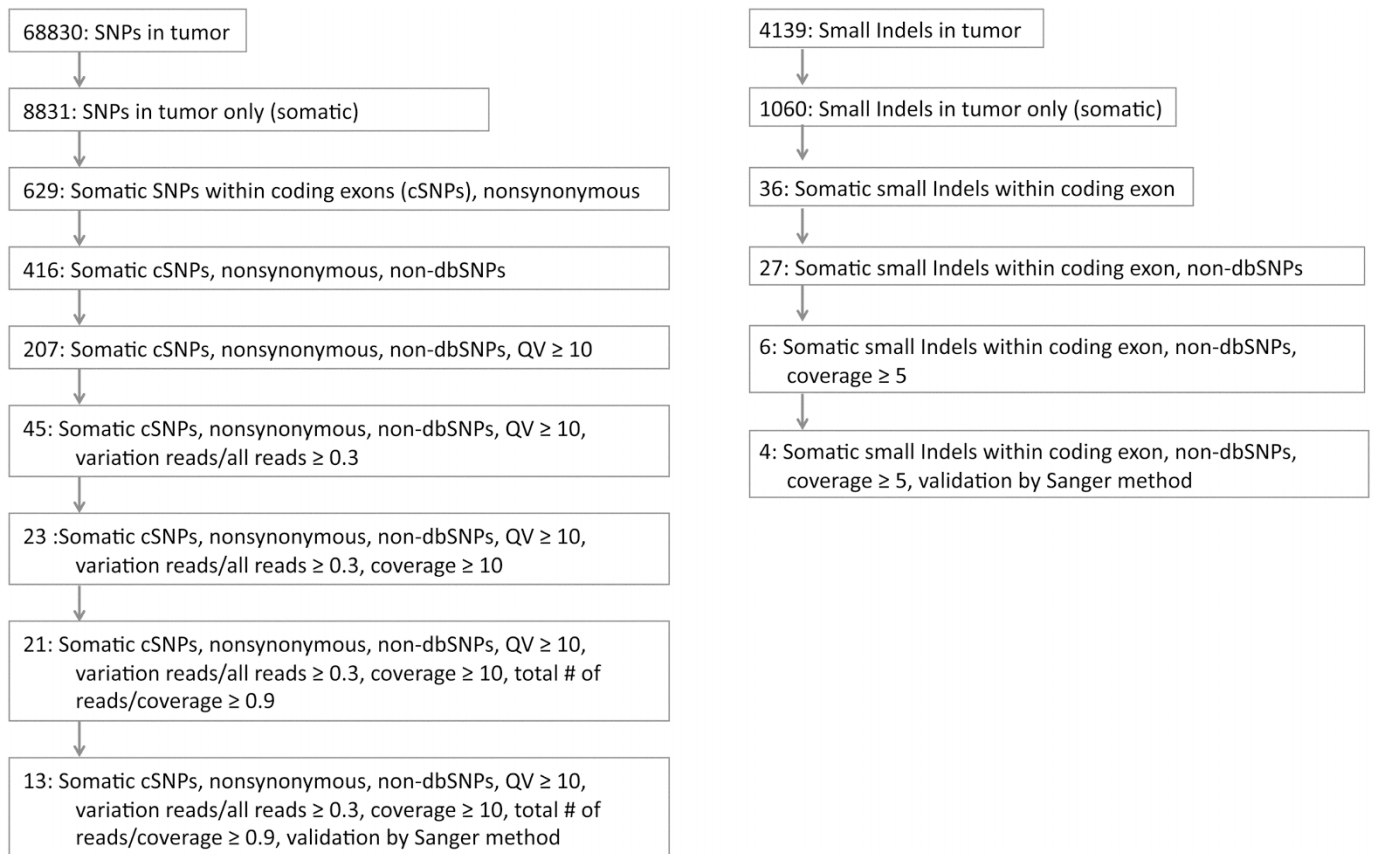 68830: SNPs in tumor
8831: SNPs in tumor only (somatic)
629: Somatic SNPs within coding exons (cSNPs), nonsynonymous
416: Somatic cSNPs, nonsynonymous, non-dbSNPs
207: Somatic cSNPs, nonsynonymous, non-dbSNPs, QV ≥ 10
45: Somatic cSNPs, nonsynonymous, non-dbSNPs, QV ≥ 10,
variation reads/all reads ≥ 0.3
23 :Somatic cSNPs, nonsynonymous, non-dbSNPs, QV ≥ 10,
variation reads/all reads ≥ 0.3, coverage ≥ 10
21: Somatic cSNPs, nonsynonymous, non-dbSNPs, QV ≥ 10,
variation reads/all reads ≥ 0.3, coverage ≥ 10, total # of
reads/coverage ≥ 0.9
13: Somatic cSNPs, nonsynonymous, non-dbSNPs, QV ≥ 10,
variation reads/all reads ≥ 0.3, coverage ≥ 10, total # of
reads/coverage ≥ 0.9, validation by Sanger method
4139: Small Indels in tumor
1060: Small Indels in tumor only (somatic)
36: Somatic small Indels within coding exon
27: Somatic small Indels within coding exon, non-dbSNPs
6: Somatic small Indels within coding exon, non-dbSNPs,
coverage ≥ 5
4: Somatic small Indels within coding exon, non-dbSNPs,
coverage ≥ 5, validation by Sanger method